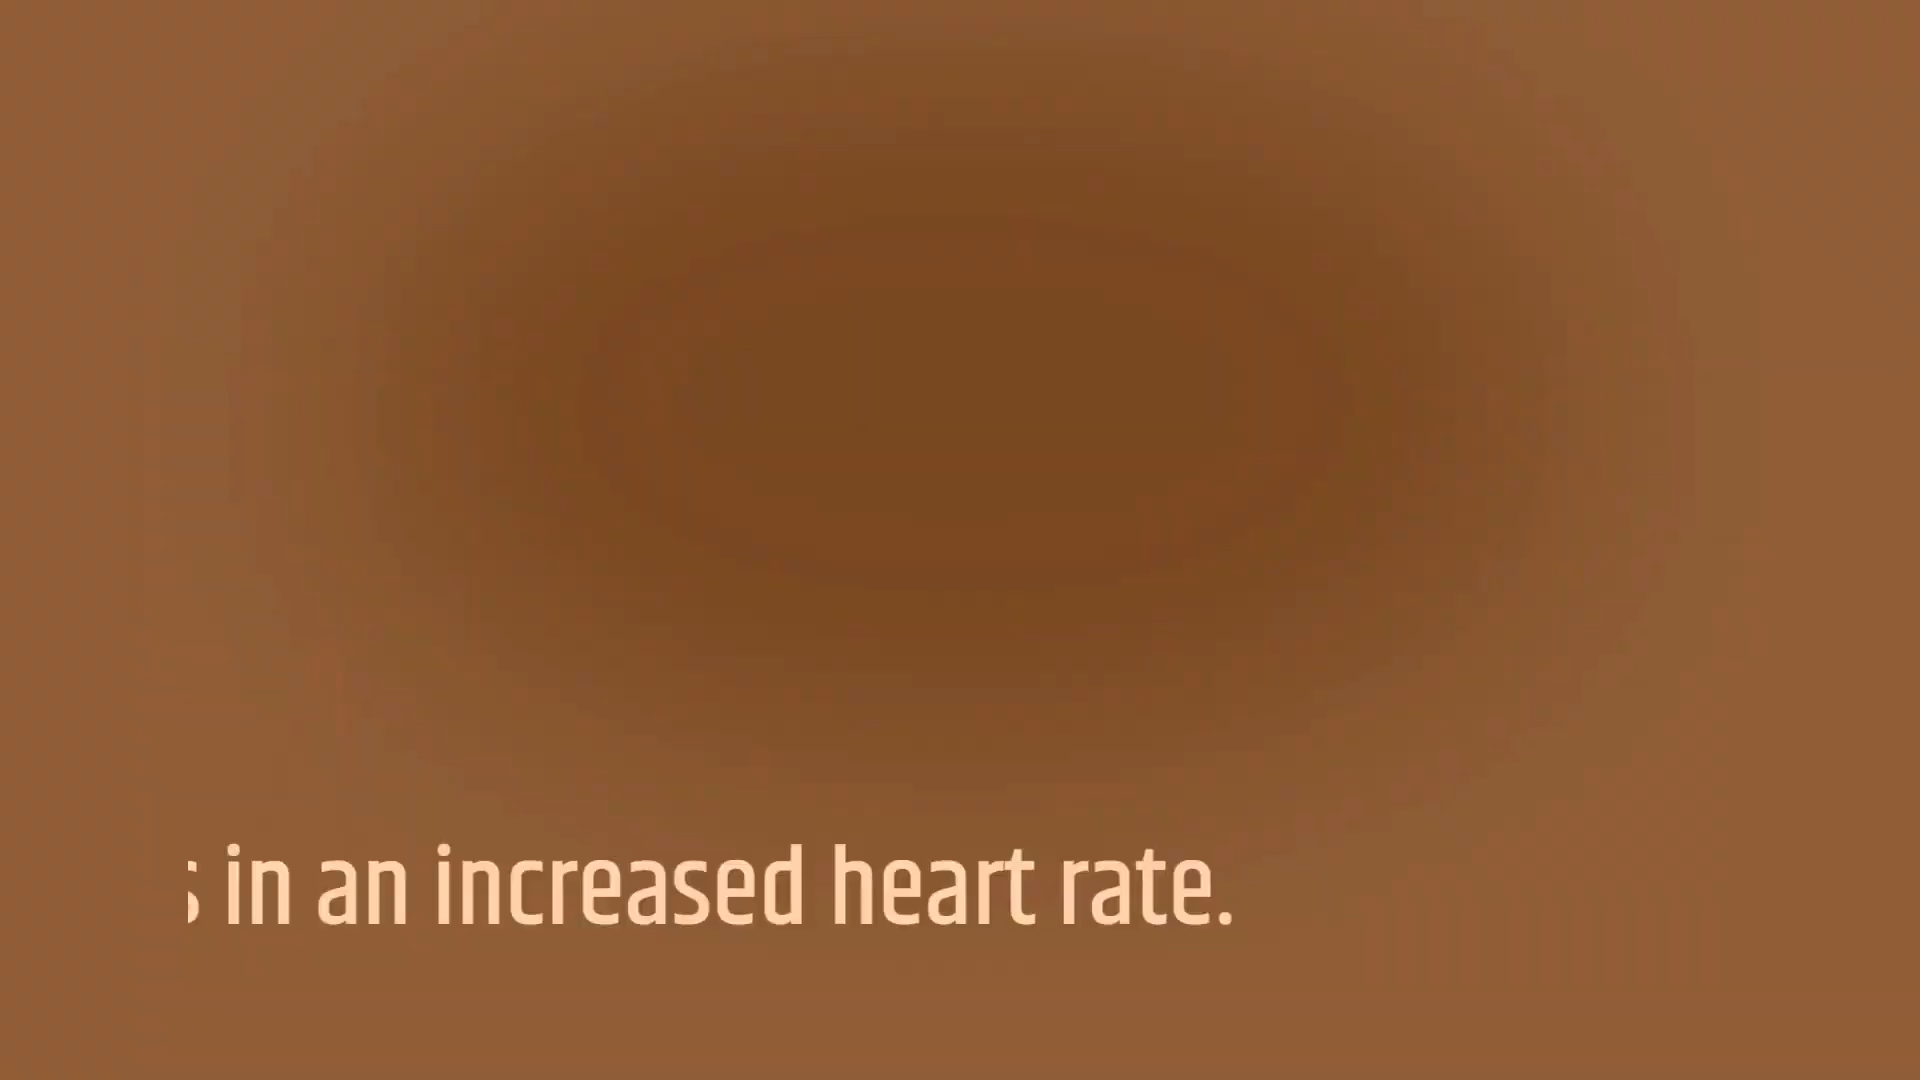 in an increased heart rate.